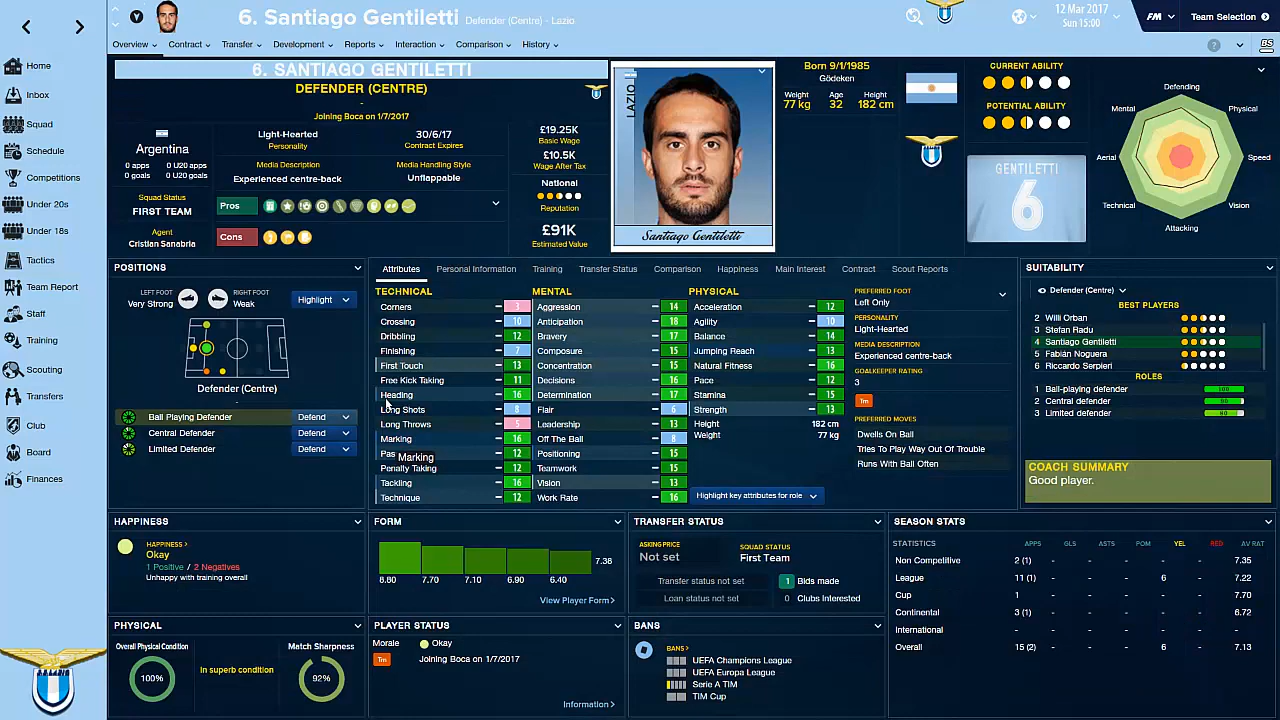 6. Santiago Gentiletti Defender (Centre) - Lazio
12 Mar 2017
Sun 15:00
FM
Team Selection
Overview Contract Transfer Development Reports Interaction Comparison History
?
Home
Inbox
Squad
Schedule
Competitions
Under 20s
Under 18s
Tactics
Team Report
Staff
Training
Scouting
Transfers
Club
Board
Finances
6. SANTIAGO GENTILETTI
DEFENDER (CENTRE)
-
Joining Boca on 1/7/2017
Argentina
0 apps 0 U20 apps
0 goals 0 U20 goals
Squad Status
FIRST TEAM
Agent
Cristian Sanabria
Light-Hearted
Personality
30/6/17
Contract Expires
Media Description
Experienced centre-back
Media Handling Style
Unflappable
Pros
Cons
£19.25K
Basic Wage
£10.5K
Wage After Tax
National
Reputation
£91K
Estimated Value
LAZIO
Santiago Gentiletti
Born 9/1/1985
Gödeken
Weight Age Height
77 kg 32 182 cm
CURRENT ABILITY
POTENTIAL ABILITY
GENTILETTI
6
Defending
Physical
Speed
Vision
Attacking
Technical
Aerial
Mental
POSITIONS
LEFT FOOT
Very Strong
RIGHT FOOT
Weak
Highlight
Defender (Centre)
-
Ball Playing Defender Defend
Central Defender Defend
Limited Defender Defend
Attributes Personal Information Training Transfer Status Comparison Happiness Main Interest Contract Scout Reports
TECHNICAL
Corners 3
Crossing 10
Dribbling 12
Finishing 7
First Touch 13
Free Kick Taking 11
Heading 16
Long Shots 8
Long Throws 5
Marking 16
Pas 12
Marking
Penalty Taking 12
Tackling 16
Technique 12
MENTAL
Aggression 14
Anticipation 18
Bravery 17
Composure 15
Concentration 15
Decisions 16
Determination 17
Flair 6
Leadership 13
Off The Ball 8
Positioning 15
Teamwork 15
Vision 13
Work Rate 16
PHYSICAL
Acceleration 12
Agility 10
Balance 14
Jumping Reach 13
Natural Fitness 16
Pace 12
Stamina 15
Strength 13
Height 182 cm
Weight 77 kg
Highlight key attributes for role
PREFERRED FOOT
Left Only
PERSONALITY
Light-Hearted
MEDIA DESCRIPTION
Experienced centre-back
GOALKEEPER RATING
3
Trn
PREFERRED MOVES
Dwells On Ball
Tries To Play Way Out Of Trouble
Runs With Ball Often
SUITABILITY
Defender (Centre)
BEST PLAYERS
2 Willi Orban
3 Stefan Radu
4 Santiago Gentiletti
5 Fabián Noguera
6 Riccardo Serpieri
ROLES
1 Ball-playing defender 100
2 Central defender
3 Limited defender
COACH SUMMARY
Good player.
HAPPINESS
HAPPINESS >
Okay
1 Positive / 2 Negatives
Unhappy with training overall
FORM
7.38
8.80 7.70 7.10 6.90 6.40
View Player Form >
TRANSFER STATUS
ASKING PRICE
Not set
SQUAD STATUS
First Team
Transfer status not set
1 Bids made
Loan status not set
0 Clubs Interested
SEASON STATS
STATISTICS APPS GLS ASTS POM YEL RED AV RAT
Non Competitive 2 (1) - - - - - 7.35
League 11 (1) - - - 6 - 7.22
Cup 1 - - - - - 7.70
Continental 3 (1) - - - - - 6.72
International - - - - - - -
Overall 15 (2) - - - 6 - 7.13
PHYSICAL
Overall Physical Condition
100%
In superb condition
Match Sharpness
92%
PLAYER STATUS
Morale Okay
Trn Joining Boca on 1/7/2017
Information >
BANS
BANS >
UEFA Champions League
UEFA Europa League
Serie A TIM
TIM Cup